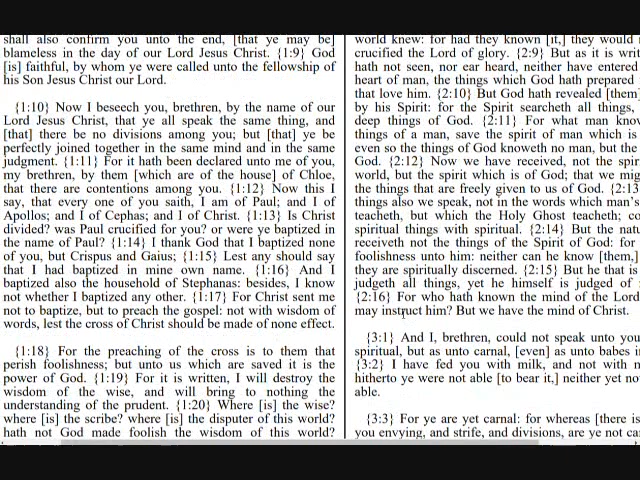 shall also confirm you unto the end, [that ye may be]
blameless in the day of our Lord Jesus Christ. {1:9} God
[is] faithful, by whom ye were called unto the fellowship of
his Son Jesus Christ our Lord.
{1:10} Now I beseech you, brethren, by the name of our
Lord Jesus Christ, that ye all speak the same thing, and
[that] there be no divisions among you; but [that] ye be
perfectly joined together in the same mind and in the same
judgment. {1:11} For it hath been declared unto me of you,
my brethren, by them [which are of the house] of Chloe,
that there are contentions among you. {1:12} Now this I
say, that every one of you saith, I am of Paul; and I of
Apollos; and I of Cephas; and I of Christ. {1:13} Is Christ
divided? was Paul crucified for you? or were ye baptized in
the name of Paul? {1:14} I thank God that I baptized none
of you, but Crispus and Gaius; {1:15} Lest any should say
that I had baptized in mine own name. {1:16} And I
baptized also the household of Stephanas: besides, I know
not whether I baptized any other. {1:17} For Christ sent me
not to baptize, but to preach the gospel: not with wisdom of
words, lest the cross of Christ should be made of none effect.
{1:18} For the preaching of the cross is to them that
perish foolishness; but unto us which are saved it is the
power of God. {1:19} For it is written, I will destroy the
wisdom of the wise, and will bring to nothing the
understanding of the prudent. {1:20} Where [is] the wise?
where [is] the scribe? where [is] the disputer of this world?
hath not God made foolish the wisdom of this world?
world knew: for had they known [it,] they would
crucified the Lord of glory. {2:9} But as it is writ
hath not seen, nor ear heard, neither have entered
heart of man, the things which God hath prepared
that love him. {2:10} But God hath revealed [them]
by his Spirit: for the Spirit searcheth all things,
deep things of God. {2:11} For what man know
things of a man, save the spirit of man which is
even so the things of God knoweth no man, but the
God. {2:12} Now we have received, not the spir
world, but the spirit which is of God; that we mig
the things that are freely given to us of God. {2:13
things also we speak, not in the words which man's
teacheth, but which the Holy Ghost teacheth; co
spiritual things with spiritual. {2:14} But the natu
receiveth not the things of the Spirit of God: for
foolishness unto him: neither can he know [them,]
they are spiritually discerned. {2:15} But he that is
judgeth all things, yet he himself is judged of
{2:16} For who hath known the mind of the Lord
may instruct him? But we have the mind of Christ.
{3:1} And I, brethren, could not speak unto you
spiritual, but as unto carnal, [even] as unto babes i
{3:2} I have fed you with milk, and not with m
hitherto ye were not able [to bear it,] neither yet no
able.
{3:3} For ye are yet carnal: for whereas [there is
you envying, and strife, and divisions, are ye not ca